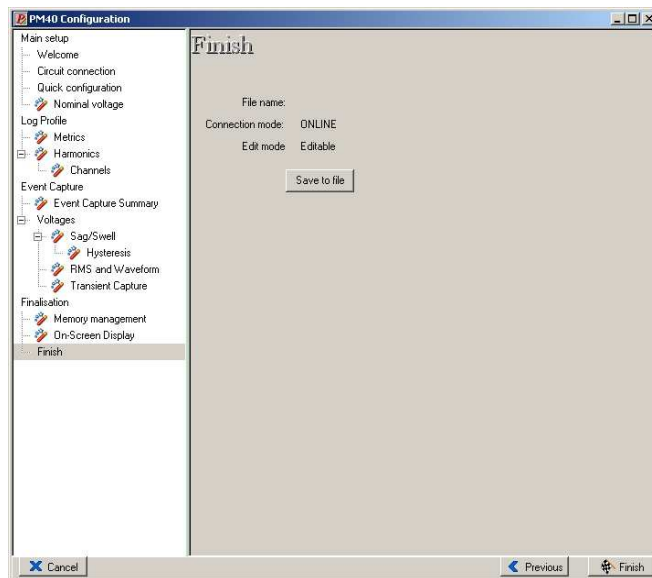 PM40 Configuration
Main setup
Welcome
Circuit connection
Quick configuration
Nominal voltage
Log Profile
Metrics
Harmonics
Channels
Event Capture
Event Capture Summary
Voltages
Sag/Swell
Hysteresis
RMS and Waveform
Transient Capture
Finalisation
Memory management
On-Screen Display
Finish
Finish
File name:
Connection mode: ONLINE
Edit mode Editable
Save to file
Cancel
Previous
Finish